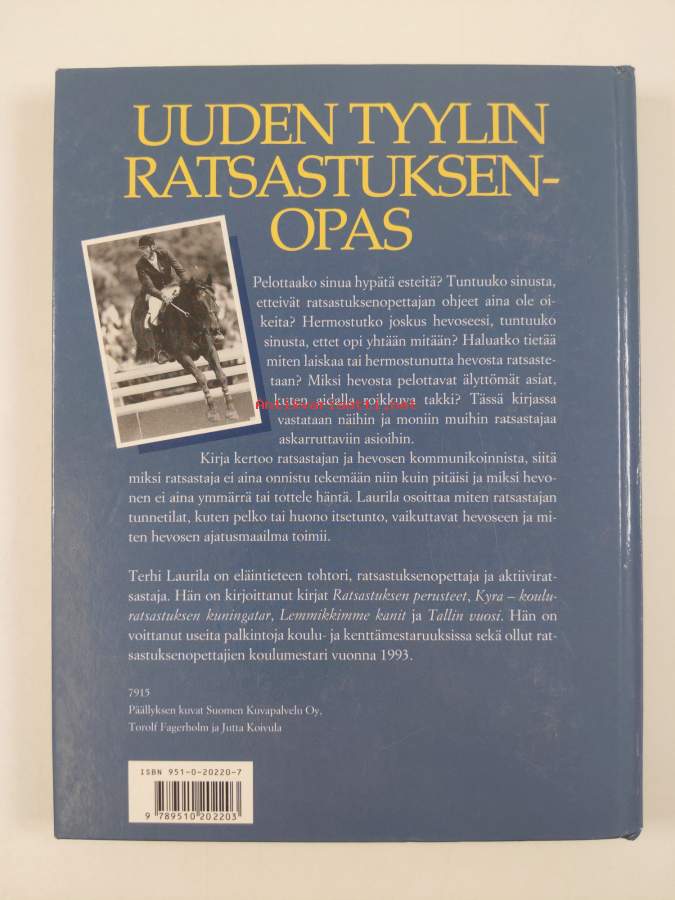 UUDEN TYYLIN
RATSASTUKSEN-
OPAS
Pelottaako sinua hypätä esteitä? Tuntuuko sinusta,
etteivät ratsastuksenopettajan ohjeet aina ole oi-
keita? Hermostutko joskus hevoseesi, tuntuuko
sinusta, ettet opi yhtään mitään? Haluatko tietää
miten laiskaa tai hermostunutta hevosta ratsaste-
taan? Miksi hevosta pelottavat älyttömät asiat,
kuten aidalla roikkuva takki? Tässä kirjassa
Antikvariaatti.net
vastataan näihin ja moniin muihin ratsastajaa
askarruttaviin asioihin.
Kirja kertoo ratsastajan ja hevosen kommunikoinnista, siitä
miksi ratsastaja ei aina onnistu tekemään niin kuin pitäisi ja miksi hevo-
nen ei aina ymmärrä tai tottele häntä. Laurila osoittaa miten ratsastajan
tunnetilat, kuten pelko tai huono itsetunto, vaikuttavat hevoseen ja mi-
ten hevosen ajatusmaailma toimii.
Terhi Laurila on eläintieteen tohtori, ratsastuksenopettaja ja aktiivirat-
sastaja. Hän on kirjoittanut kirjat Ratsastuksen perusteet, Kyra – koulu-
ratsastuksen kuningatar, Lemmikkimme kanit ja Tallin vuosi. Hän on
voittanut useita palkintoja koulu- ja kenttämestaruuksissa sekä ollut rat-
sastuksenopettajien koulumestari vuonna 1993.
7915
Päällyksen kuvat Suomen Kuvapalvelu Oy,
Torolf Fagerholm ja Jutta Koivula
ISBN 951-0-20220-7
9 789510 202203